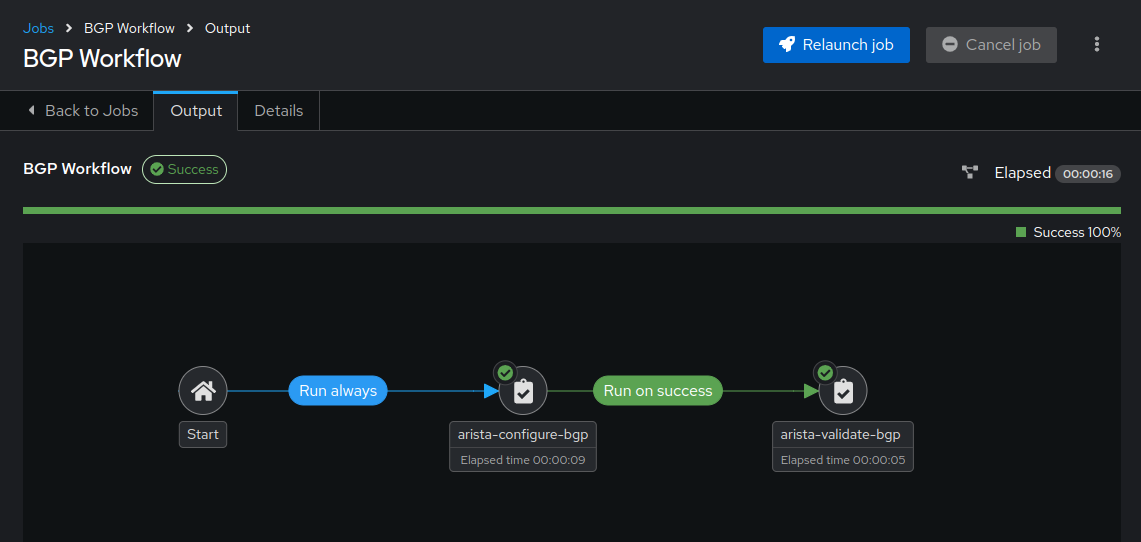 Jobs > BGP Workflow > Output
BGP Workflow
Relaunch job
Cancel job
Back to Jobs
Output
Details
BGP Workflow
Success
Elapsed 00:00:16
Success 100%
Run always
Run on success
Start
arista-configure-bgp
Elapsed time 00:00:09
arista-validate-bgp
Elapsed time 00:00:05